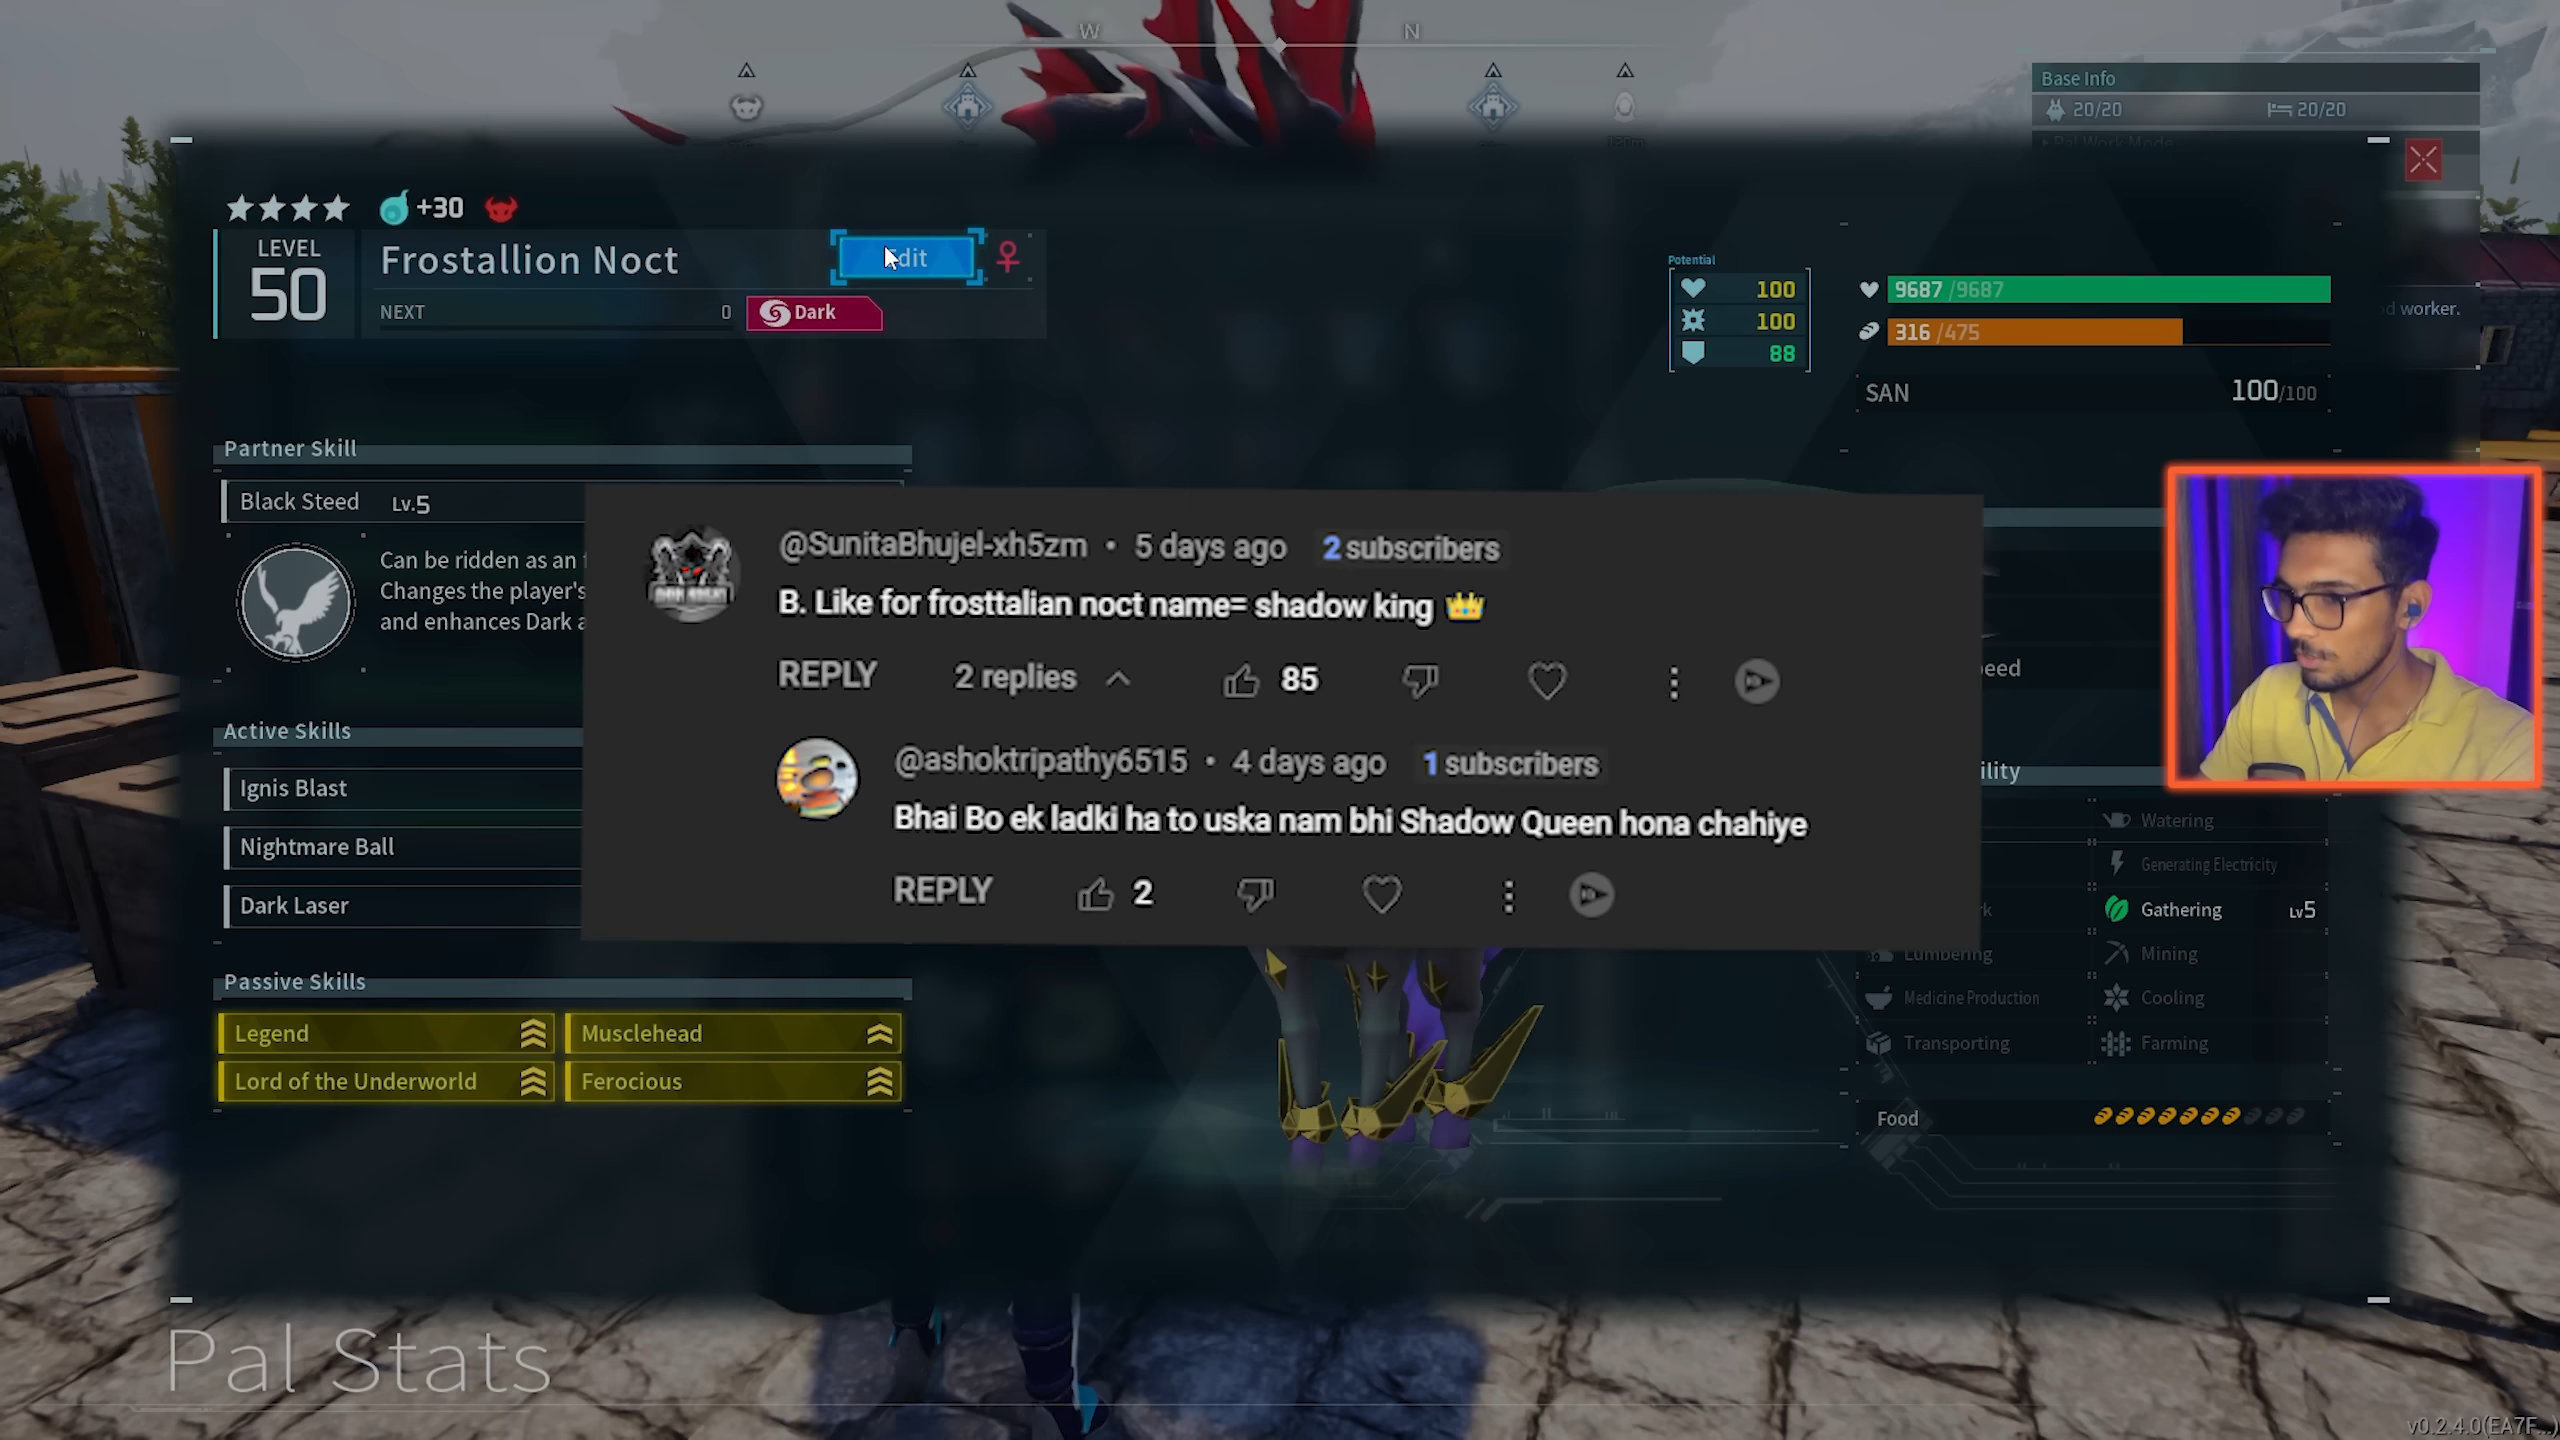 W
N
Base Info
20/20
20/20
Pal Work Mode
+30
LEVEL
50
Frostallion Noct
Edit
NEXT
0
Dark
Potential
100
100
88
9687 /9687
316 /475
SAN
100/100
d worker.
Partner Skill
Black Steed Lv.5
Can be ridden as an
Changes the player's
and enhances Dark a
@SunitaBhujel-xh5zm • 5 days ago 2 subscribers
B. Like for frosttalian noct name= shadow king 👑
REPLY 2 replies 85
@ashoktripathy6515 • 4 days ago 1 subscribers
Bhai Bo ek ladki ha to uska nam bhi Shadow Queen hona chahiye
REPLY 2
eed
ility
Active Skills
Ignis Blast
Nightmare Ball
Dark Laser
Watering
Generating Electricity
k
Gathering Lv5
Lumbering
Mining
Medicine Production
Cooling
Transporting
Farming
Passive Skills
Legend
Musclehead
Lord of the Underworld
Ferocious
Food
Pal Stats